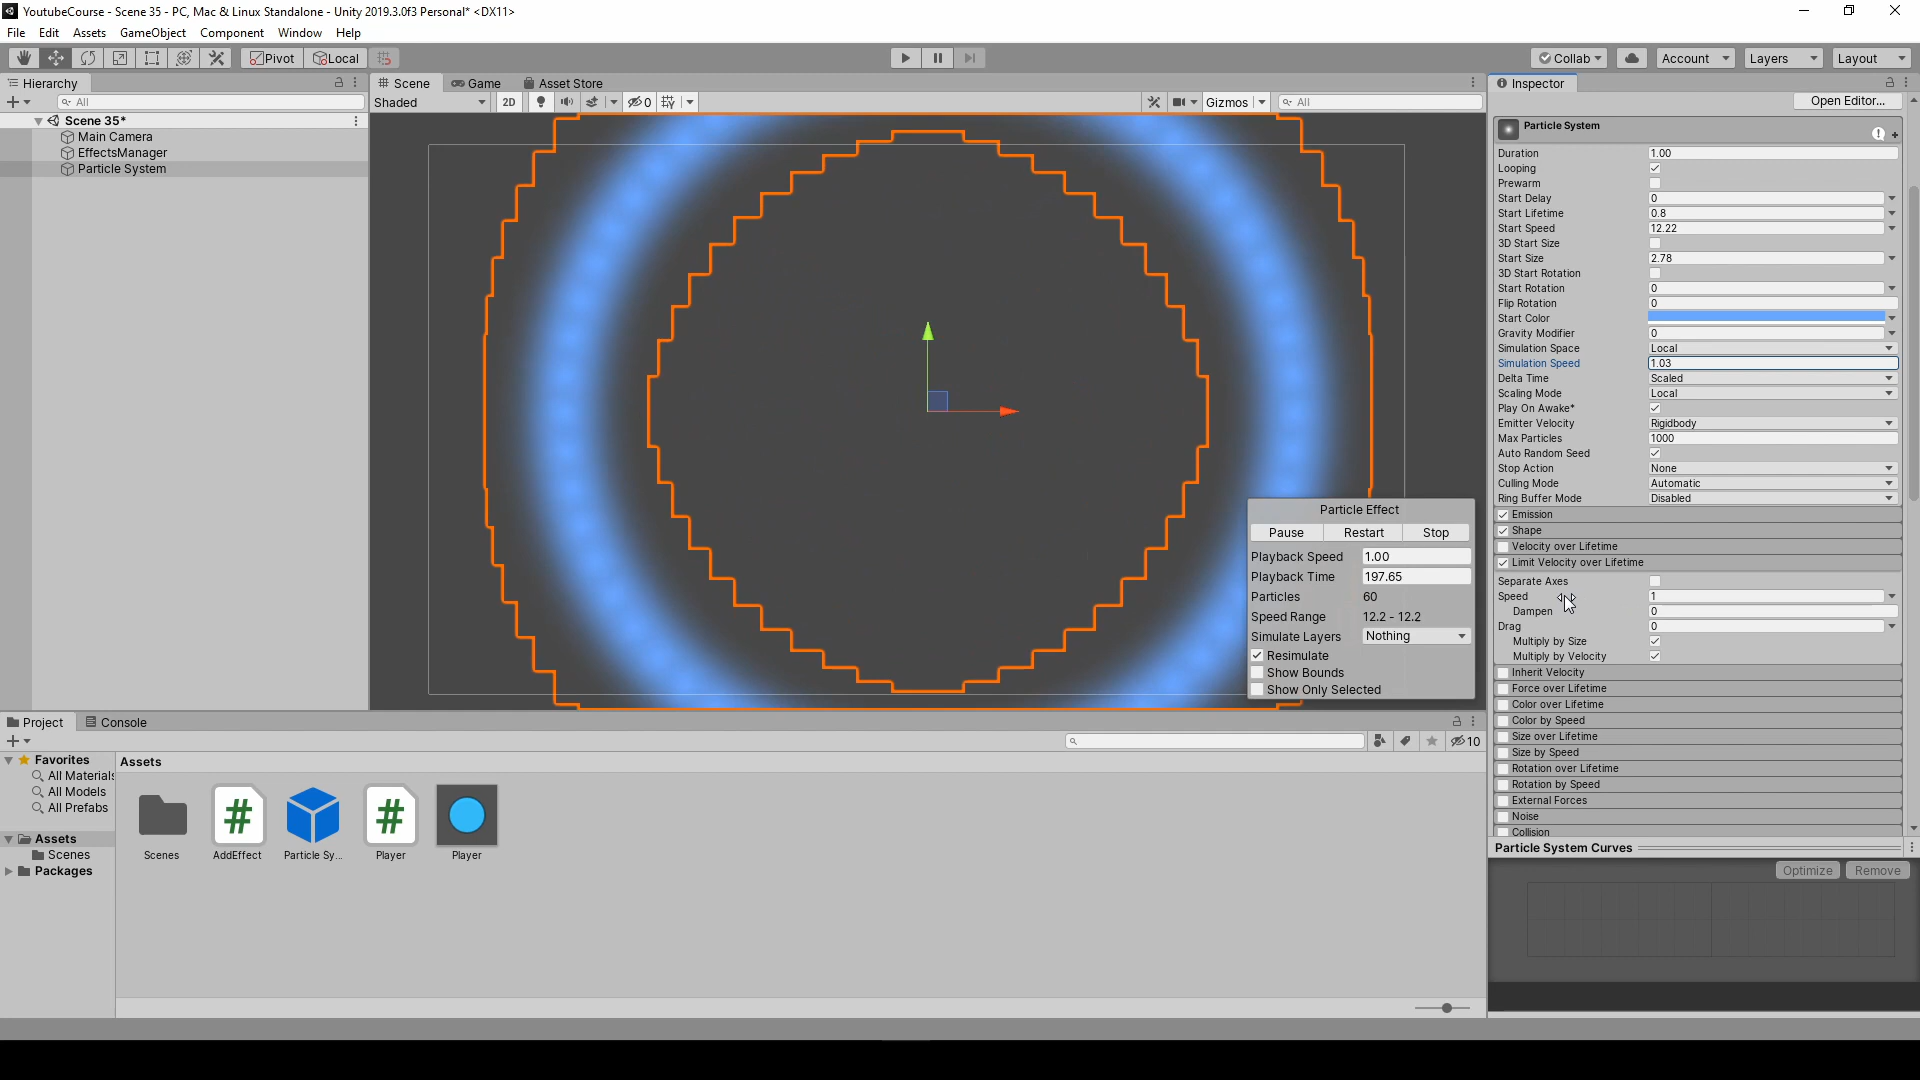 YoutubeCourse - Scene 35 - PC, Mac & Linux Standalone - Unity 2019.3.0f3 Personal* <DX11>
File Edit Assets GameObject Component Window Help
Pivot Local Collab Account Layers Layout
Hierarchy
All
Scene 35*
Main Camera
EffectsManager
Particle System
Scene Game Asset Store
Shaded 2D 0 Gizmos All
Particle Effect
Pause Restart Stop
Playback Speed 1.00
Playback Time 197.65
Particles 60
Speed Range 12.2 - 12.2
Simulate Layers Nothing
Resimulate
Show Bounds
Show Only Selected
Inspector
Open Editor...
Particle System
Duration 1.00
Looping
Prewarm
Start Delay 0
Start Lifetime 0.8
Start Speed 12.22
3D Start Size
Start Size 2.78
3D Start Rotation
Start Rotation 0
Flip Rotation 0
Start Color
Gravity Modifier 0
Simulation Space Local
Simulation Speed 1.03
Delta Time Scaled
Scaling Mode Local
Play On Awake*
Emitter Velocity Rigidbody
Max Particles 1000
Auto Random Seed
Stop Action None
Culling Mode Automatic
Ring Buffer Mode Disabled
Emission
Shape
Velocity over Lifetime
Limit Velocity over Lifetime
Separate Axes
Speed 1
Dampen 0
Drag 0
Multiply by Size
Multiply by Velocity
Inherit Velocity
Force over Lifetime
Color over Lifetime
Color by Speed
Size over Lifetime
Size by Speed
Rotation over Lifetime
Rotation by Speed
External Forces
Noise
Collision
Particle System Curves
Optimize Remove
Project Console
10
Favorites
All Materials
All Models
All Prefabs
Assets
Scenes
Packages
Assets
Scenes AddEffect Particle Sy... Player Player